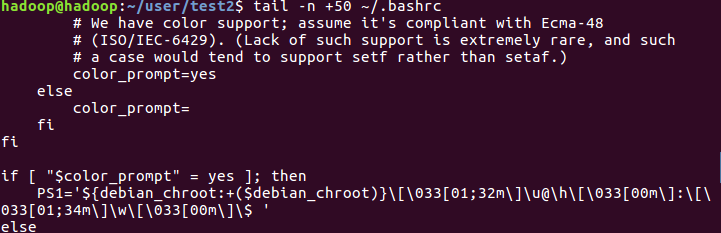 hadoop@hadoop:~/user/test2$ tail -n +50 ~/.bashrc
        # We have color support; assume it's compliant with Ecma-48
        # (ISO/IEC-6429). (Lack of such support is extremely rare, and such
        # a case would tend to support setf rather than setaf.)
        color_prompt=yes
    else
        color_prompt=
    fi
fi

if [ "$color_prompt" = yes ]; then
    PS1='${debian_chroot:+($debian_chroot)}\[\033[01;32m\]\u@\h\[\033[00m\]:\[\
033[01;34m\]\w\[\033[00m\]\$ '
else